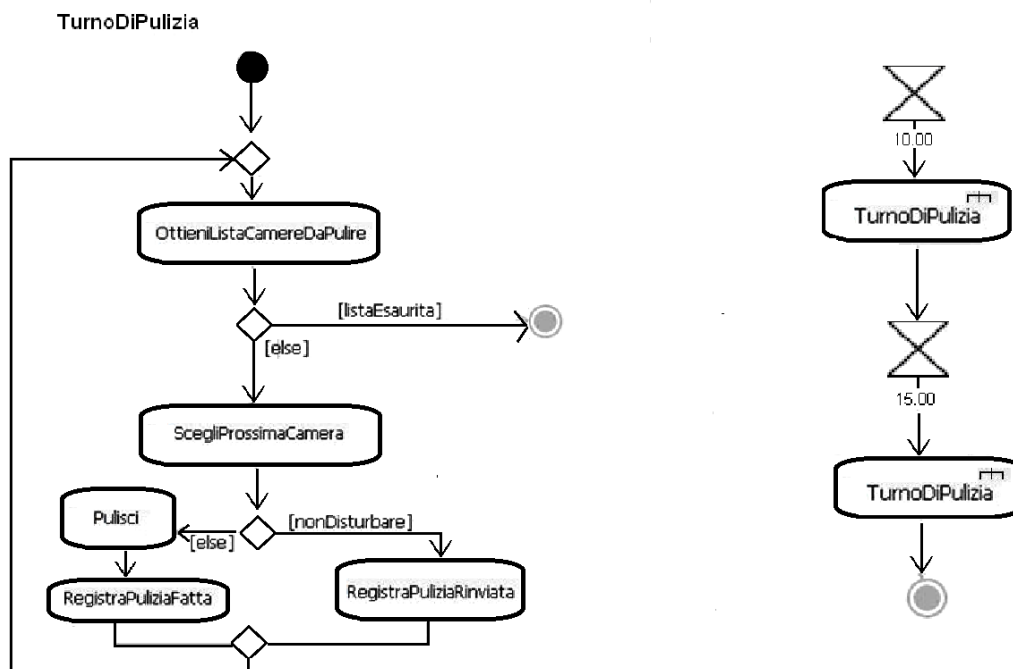 TurnoDiPulizia
OttieniListaCamereDaPulire
[listaEsaurita]
[else]
ScegliProssimaCamera
Pulisci
[else]
[nonDisturbare]
RegistraPuliziaFatta
RegistraPuliziaRinviata
10.00
TurnoDiPulizia
15.00
TurnoDiPulizia